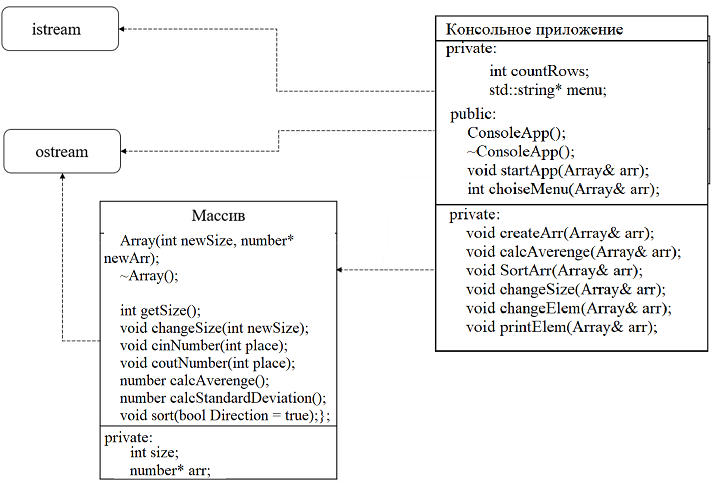 istream
ostream
Массив
Array(int newSize, number*
newArr);
~Array();
int getSize();
void changeSize(int newSize);
void cinNumber(int place);
void coutNumber(int place);
number calcAverenge();
number calcStandardDeviation();
void sort(bool Direction = true);};
private:
int size;
number* arr;
Консольное приложение
private:
int countRows;
std::string* menu;
public:
ConsoleApp();
~ConsoleApp();
void startApp(Array& arr);
int choiseMenu(Array& arr);
private:
void createArr(Array& arr);
void calcAverenge(Array& arr);
void SortArr(Array& arr);
void changeSize(Array& arr);
void changeElem(Array& arr);
void printElem(Array& arr);